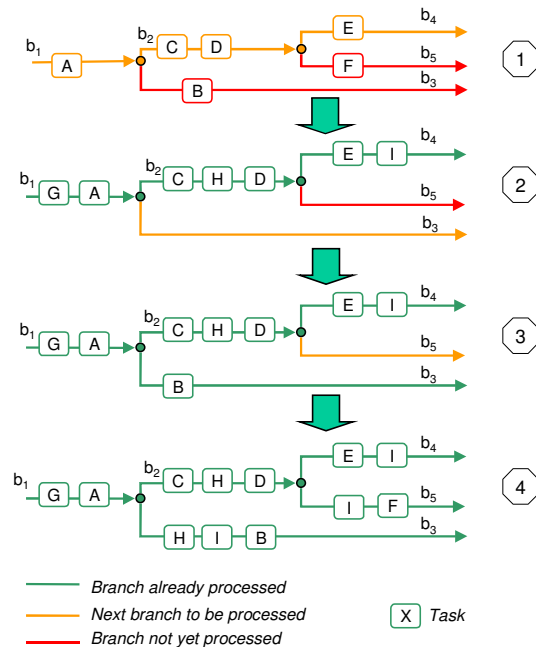 b1 A b2 C D E b4
F b5
B b3
1
b1 G A b2 C H D E I b4
b5
b3
2
b1 G A b2 C H D E I b4
b5
B b3
3
b1 G A b2 C H D E I b4
I F b5
H I B b3
4
Branch already processed
Next branch to be processed
Branch not yet processed
X Task